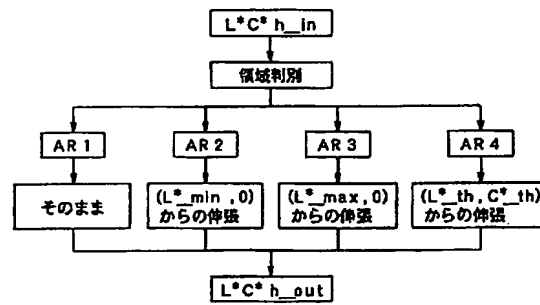 L*C* h_in
領域判別
AR 1
AR 2
AR 3
AR 4
そのまま
(L*_min , 0)
からの伸張
(L*_max , 0)
からの伸張
(L*_th, C*_th)
からの伸張
L*C* h_out